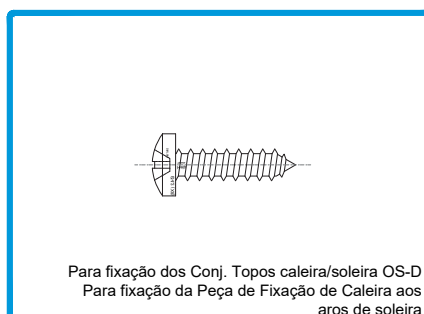 Para fixação dos Conj. Topos caleira/soleira OS-D
Para fixação da Peça de Fixação de Caleira aos
aros de soleira